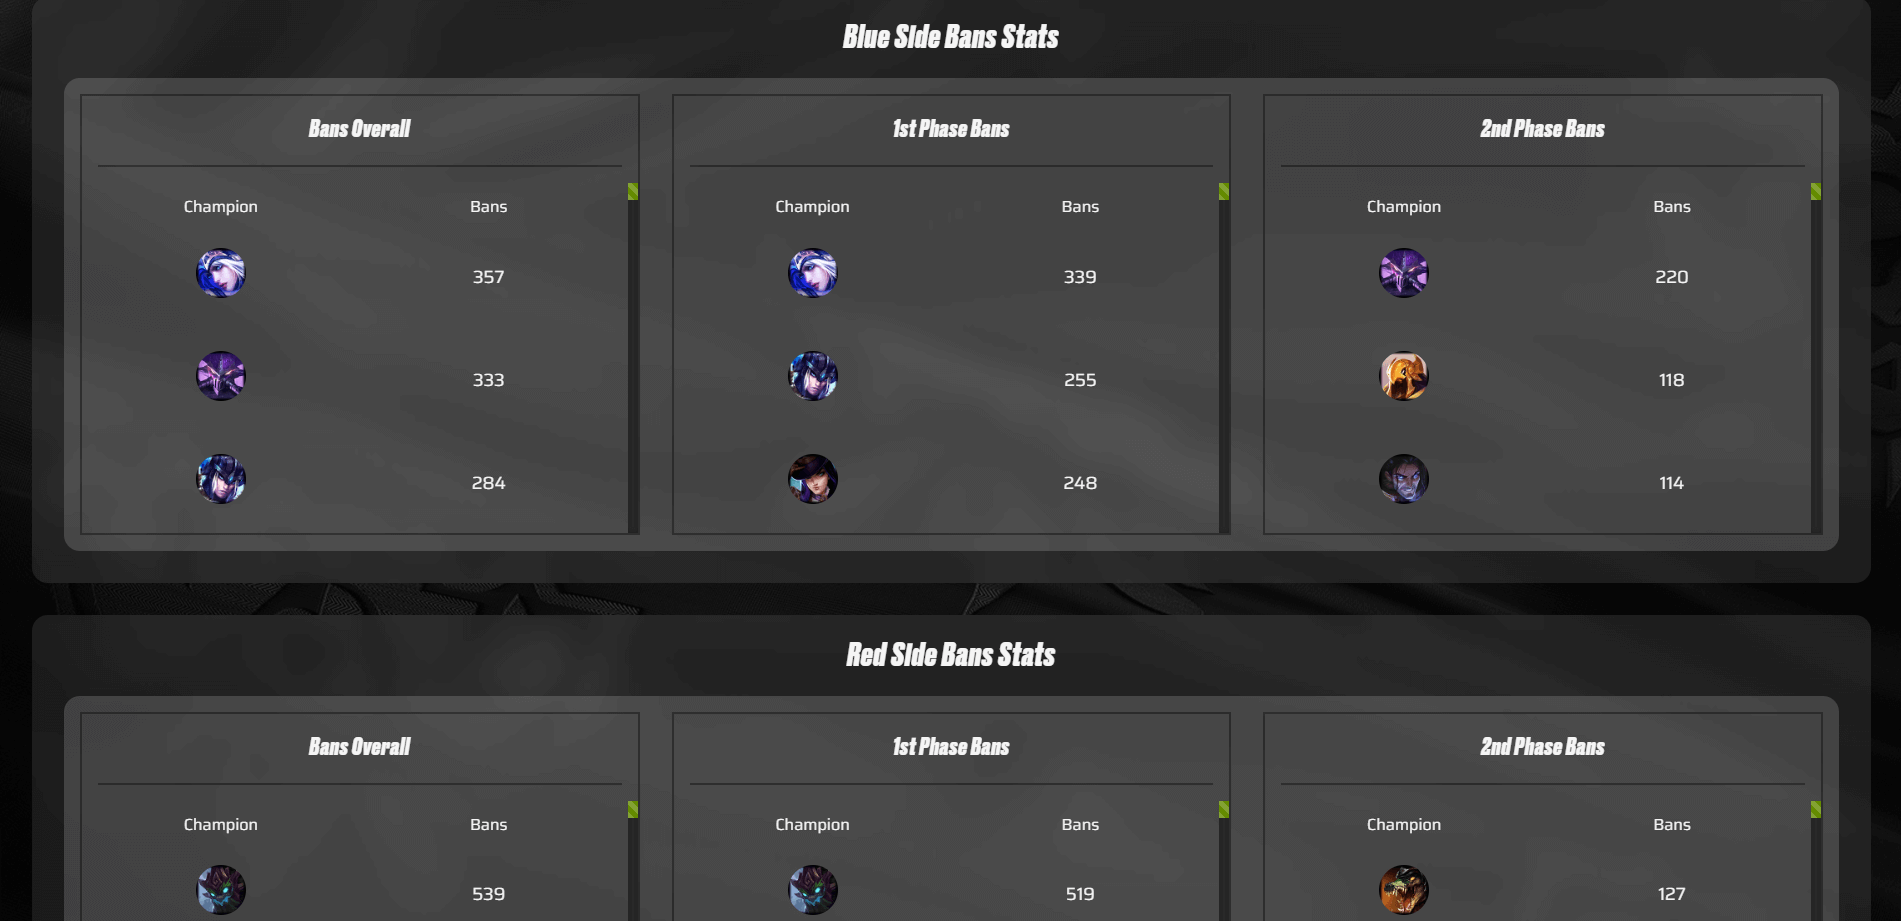 Blue Side Bans Stats
Bans Overall
Champion Bans
357
333
284
1st Phase Bans
Champion Bans
339
255
248
2nd Phase Bans
Champion Bans
220
118
114
Red Side Bans Stats
Bans Overall
Champion Bans
539
1st Phase Bans
Champion Bans
519
2nd Phase Bans
Champion Bans
127